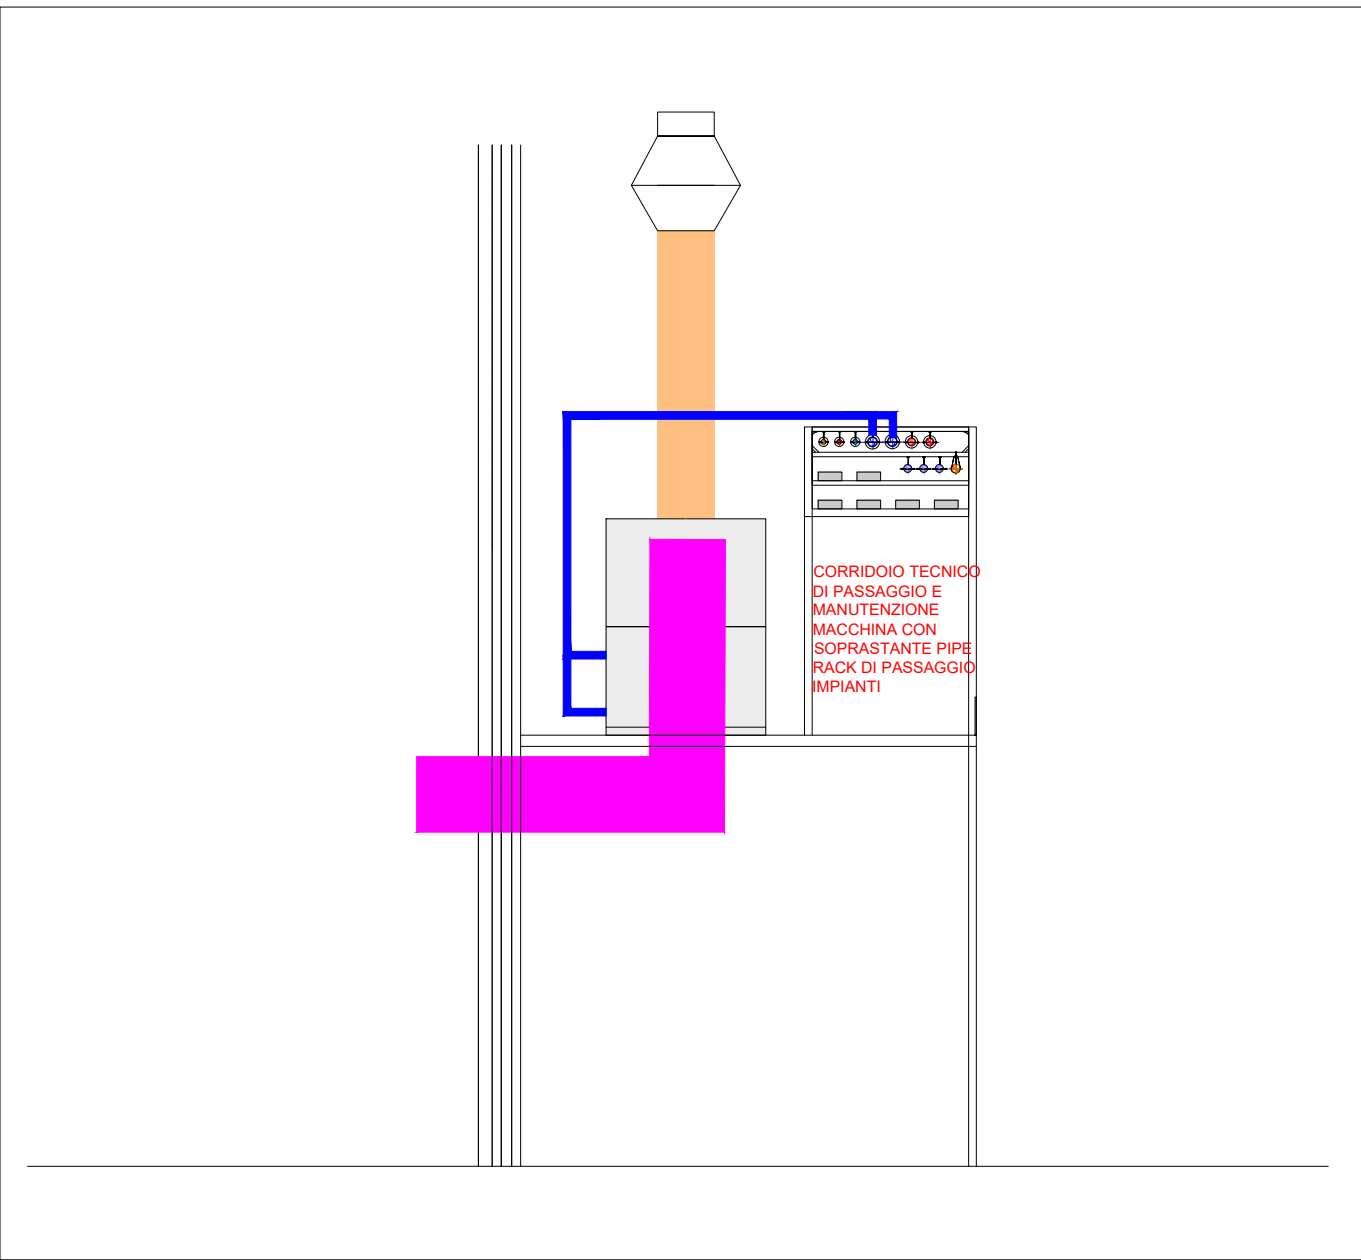 CORRIDOIO TECNICO
DI PASSAGGIO E
MANUTENZIONE
MACCHINA CON
SOPRASTANTE PIPE
RACK DI PASSAGGIO
IMPIANTI